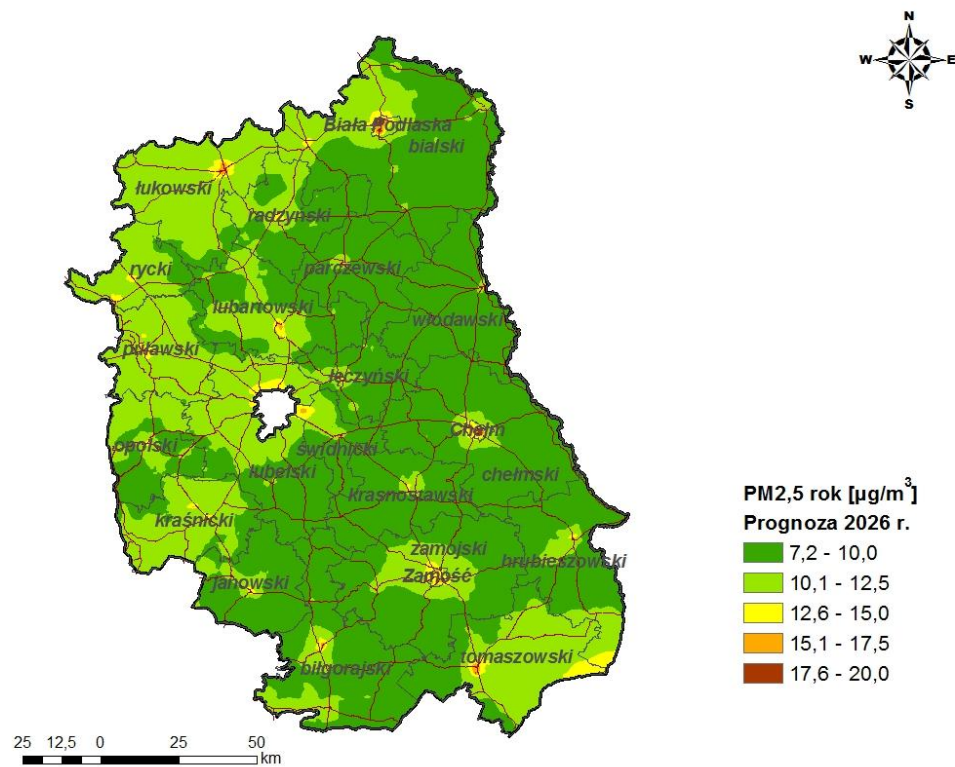 N
W E
S
Biała Podlaska
bialski
łukowski
radzyński
rycki
parczewski
lubartowski
włodawski
puławski
łęczyński
Chełm
opolski
świdnicki
lubelski
chełmski
krasnostawski
kraśnicki
zamojski
hrubieszowski
Zamość
janowski
tomaszowski
biłgorajski
PM2,5 rok [µg/m³]
Prognoza 2026 r.
7,2 - 10,0
10,1 - 12,5
12,6 - 15,0
15,1 - 17,5
17,6 - 20,0
25 12,5 0 25 50
km